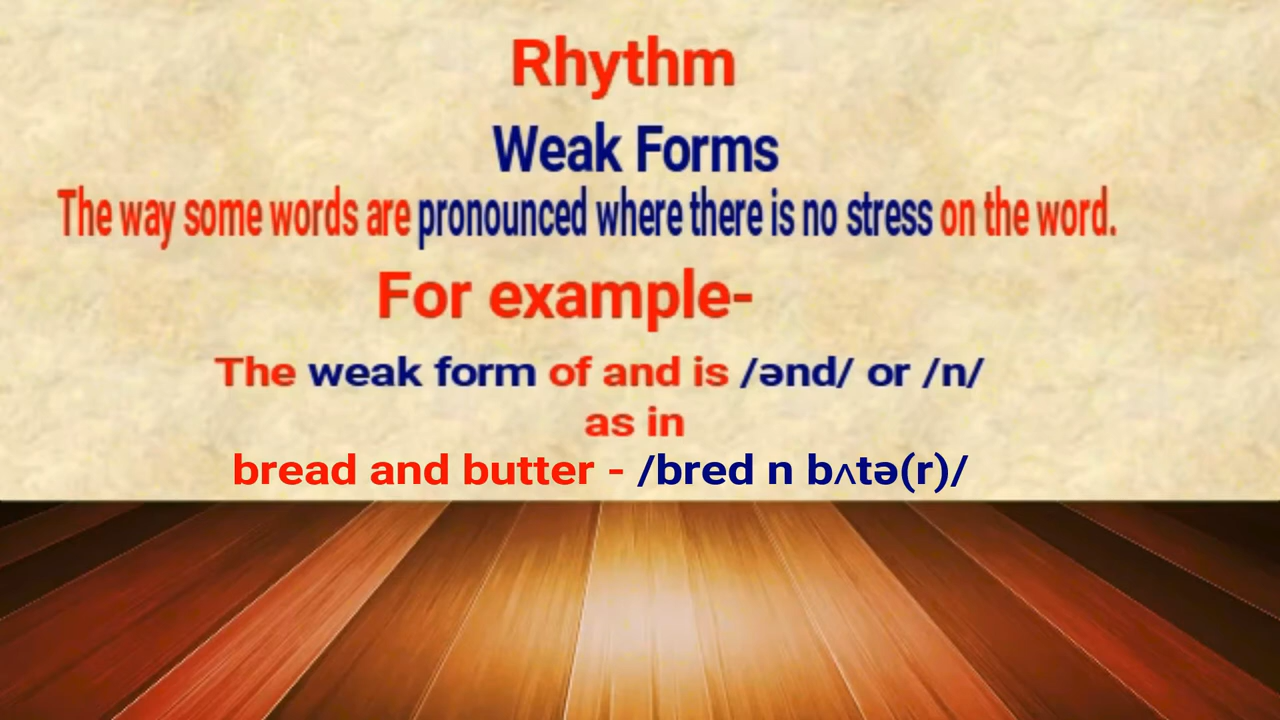 Rhythm
Weak Forms
The way some words are pronounced where there is no stress on the word.
For example-
The weak form of and is /ənd/ or /n/
as in
bread and butter - /bred n bʌtə(r)/